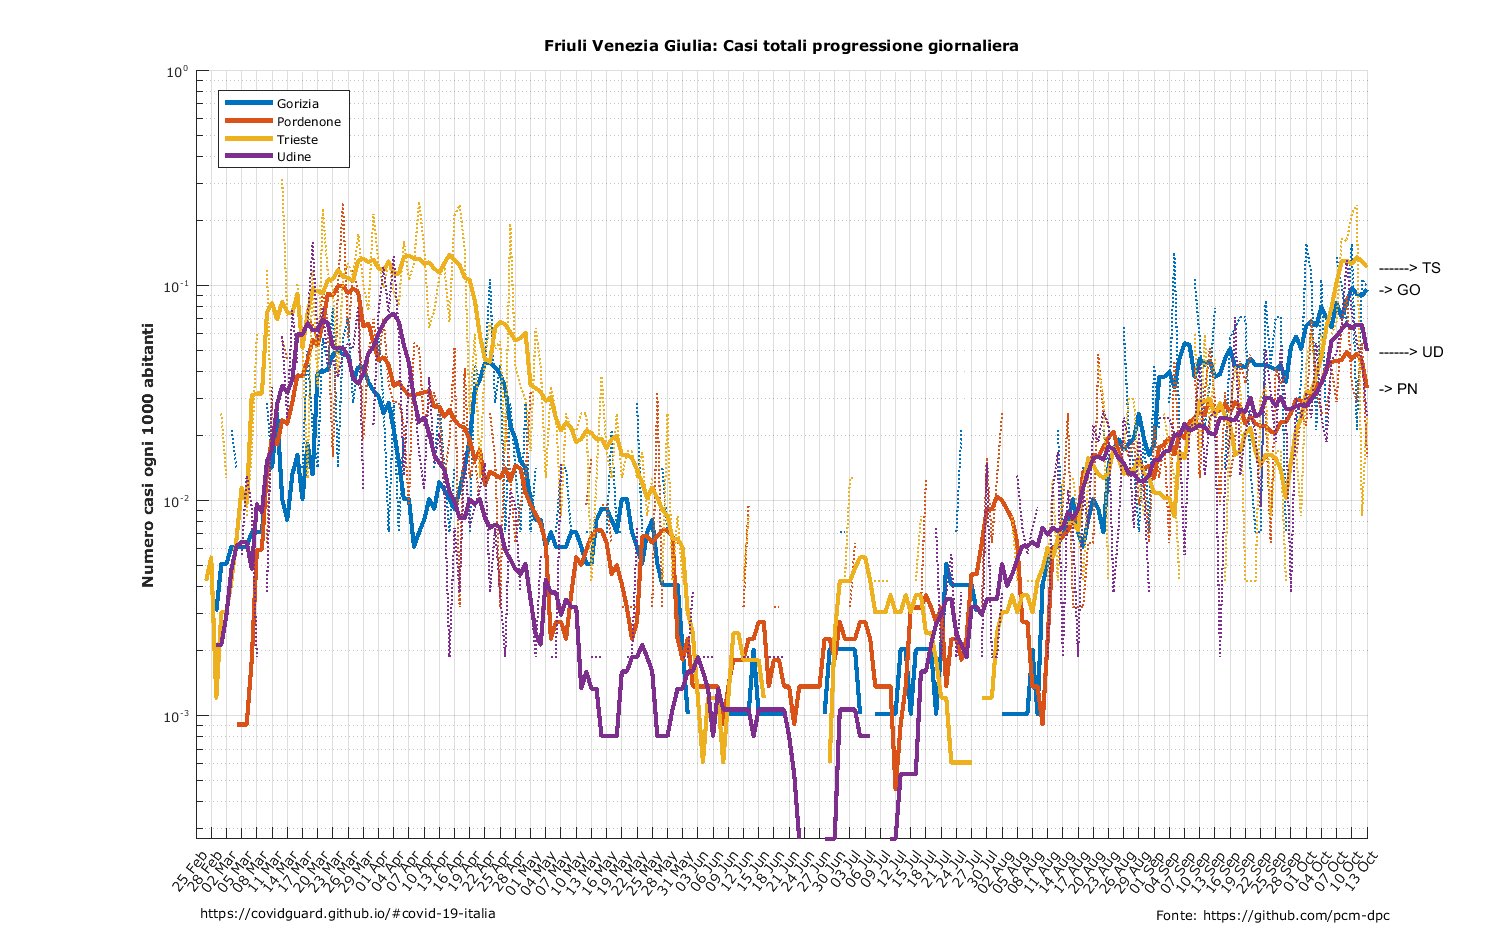 Friuli Venezia Giulia: Casi totali progressione giornaliera
10^0
10^-1
10^-2
10^-3
Numero casi ogni 1000 abitanti
Gorizia
Pordenone
Trieste
Udine
------> TS
-> GO
------> UD
-> PN
25 Feb
28 Feb
02 Mar
05 Mar
08 Mar
11 Mar
14 Mar
17 Mar
20 Mar
23 Mar
26 Mar
29 Mar
01 Apr
04 Apr
07 Apr
10 Apr
13 Apr
16 Apr
19 Apr
22 Apr
25 Apr
28 Apr
01 May
04 May
07 May
10 May
13 May
16 May
19 May
22 May
25 May
28 May
31 May
03 Jun
06 Jun
09 Jun
12 Jun
15 Jun
18 Jun
21 Jun
24 Jun
27 Jun
30 Jun
03 Jul
06 Jul
09 Jul
12 Jul
15 Jul
18 Jul
21 Jul
24 Jul
27 Jul
30 Jul
02 Aug
05 Aug
08 Aug
11 Aug
14 Aug
17 Aug
20 Aug
23 Aug
26 Aug
29 Aug
01 Sep
04 Sep
07 Sep
10 Sep
13 Sep
16 Sep
19 Sep
22 Sep
25 Sep
28 Sep
01 Oct
04 Oct
07 Oct
10 Oct
13 Oct
https://covidguard.github.io/#covid-19-italia
Fonte: https://github.com/pcm-dpc